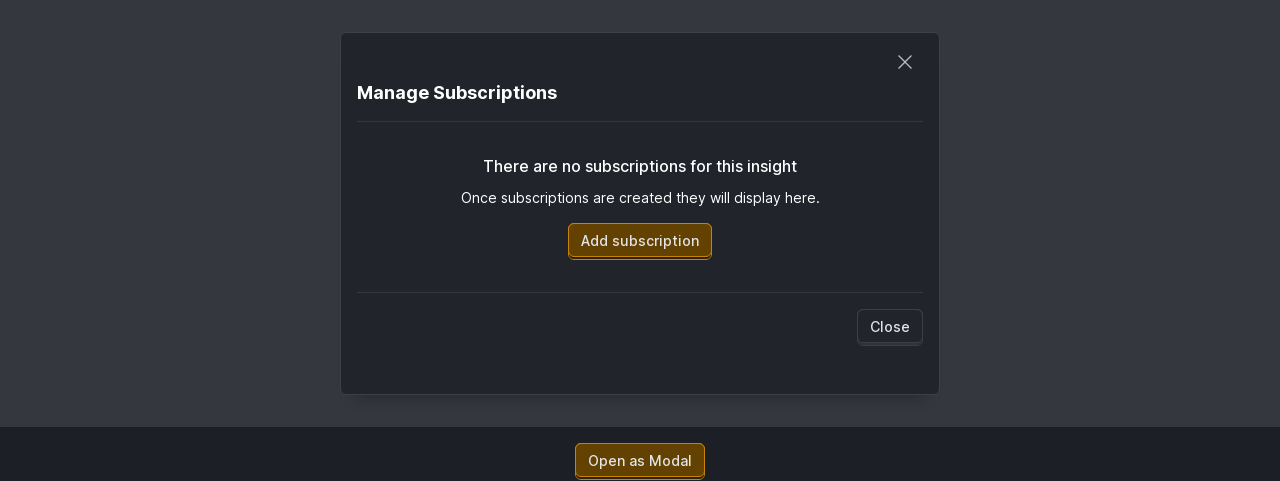 Manage Subscriptions
There are no subscriptions for this insight
Once subscriptions are created they will display here.
Add subscription
Close
Open as Modal